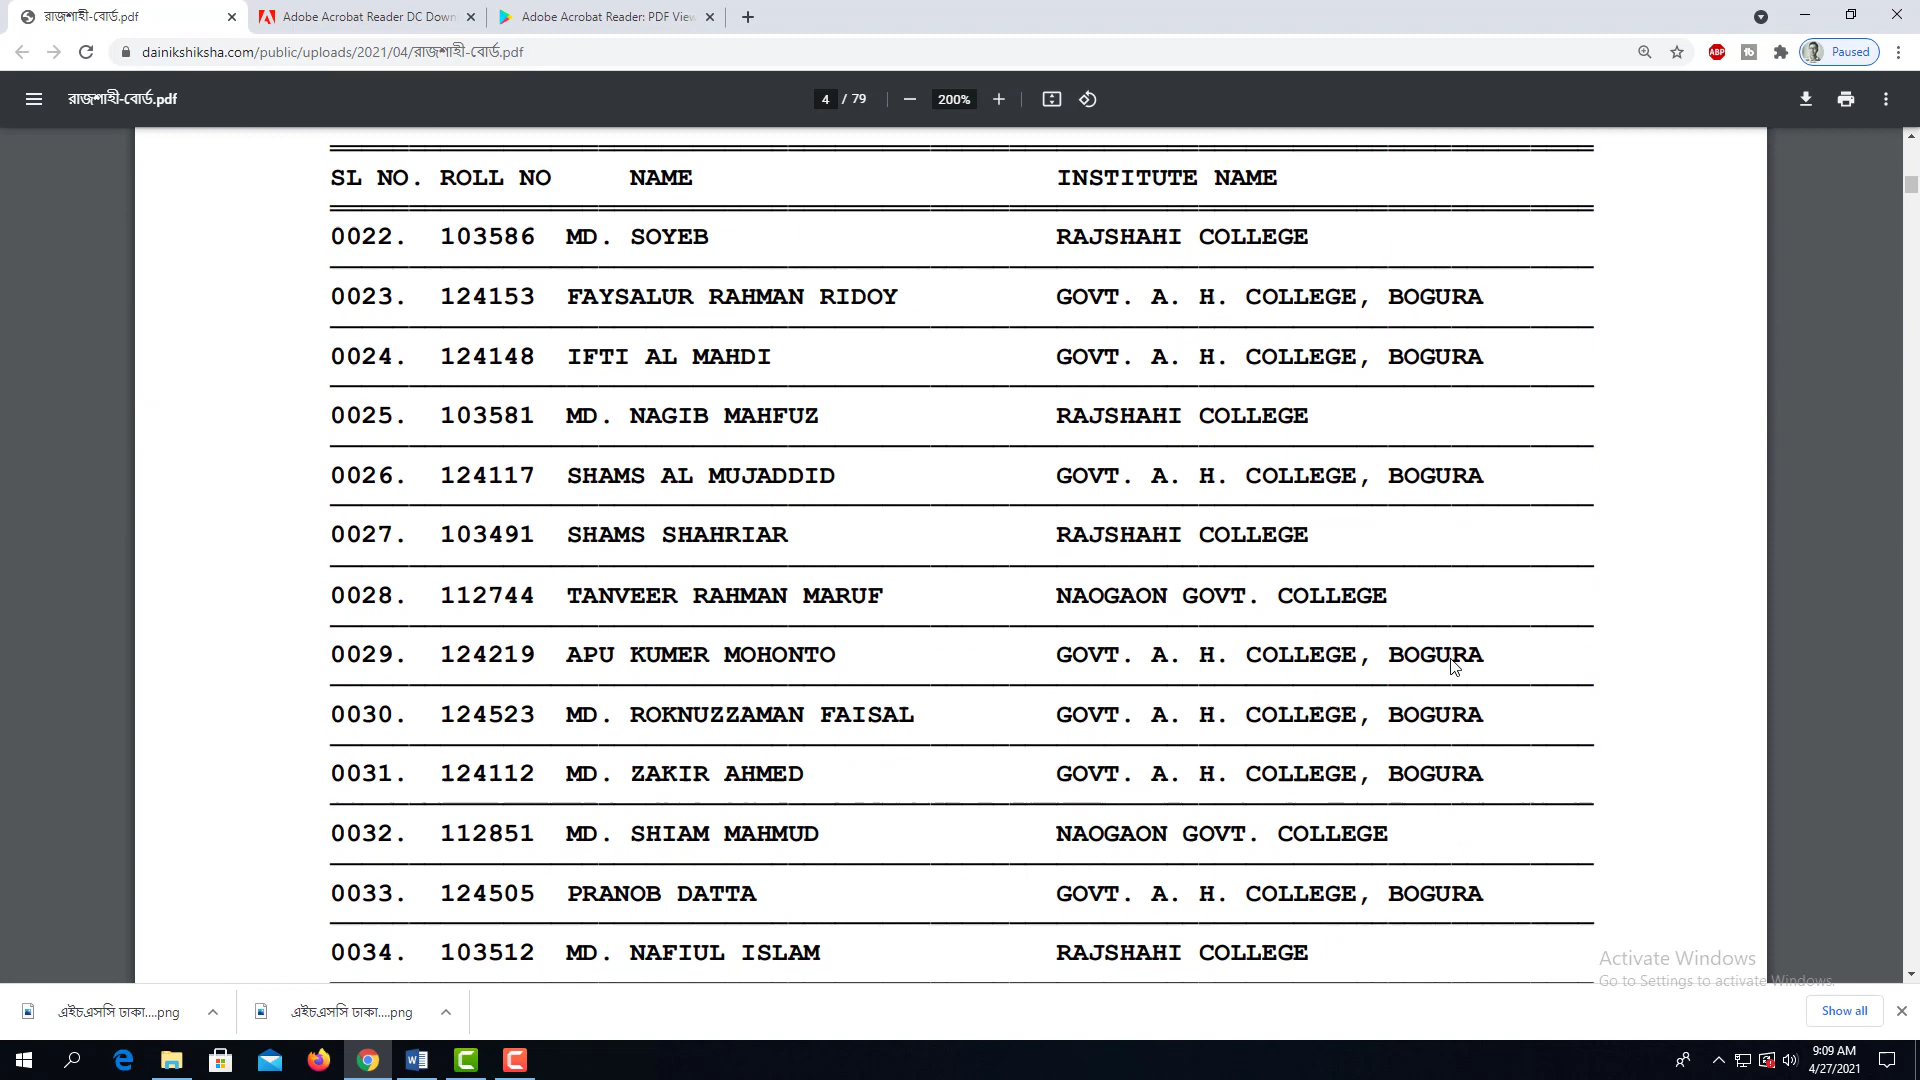 রাজশাহী-বোর্ড.pdf
Adobe Acrobat Reader DC Down
Adobe Acrobat Reader: PDF View
dainikshiksha.com/public/uploads/2021/04/রাজশাহী-বোর্ড.pdf
ABP
Paused
রাজশাহী-বোর্ড.pdf
4 / 79
200%
SL NO. ROLL NO NAME INSTITUTE NAME
0022. 103586 MD. SOYEB RAJSHAHI COLLEGE
0023. 124153 FAYSALUR RAHMAN RIDOY GOVT. A. H. COLLEGE, BOGURA
0024. 124148 IFTI AL MAHDI GOVT. A. H. COLLEGE, BOGURA
0025. 103581 MD. NAGIB MAHFUZ RAJSHAHI COLLEGE
0026. 124117 SHAMS AL MUJADDID GOVT. A. H. COLLEGE, BOGURA
0027. 103491 SHAMS SHAHRIAR RAJSHAHI COLLEGE
0028. 112744 TANVEER RAHMAN MARUF NAOGAON GOVT. COLLEGE
0029. 124219 APU KUMER MOHONTO GOVT. A. H. COLLEGE, BOGURA
0030. 124523 MD. ROKNUZZAMAN FAISAL GOVT. A. H. COLLEGE, BOGURA
0031. 124112 MD. ZAKIR AHMED GOVT. A. H. COLLEGE, BOGURA
0032. 112851 MD. SHIAM MAHMUD NAOGAON GOVT. COLLEGE
0033. 124505 PRANOB DATTA GOVT. A. H. COLLEGE, BOGURA
0034. 103512 MD. NAFIUL ISLAM RAJSHAHI COLLEGE
Activate Windows
Go to Settings to activate Windows.
এইচএসসি ঢাকা....png
এইচএসসি ঢাকা....png
Show all
9:09 AM
4/27/2021